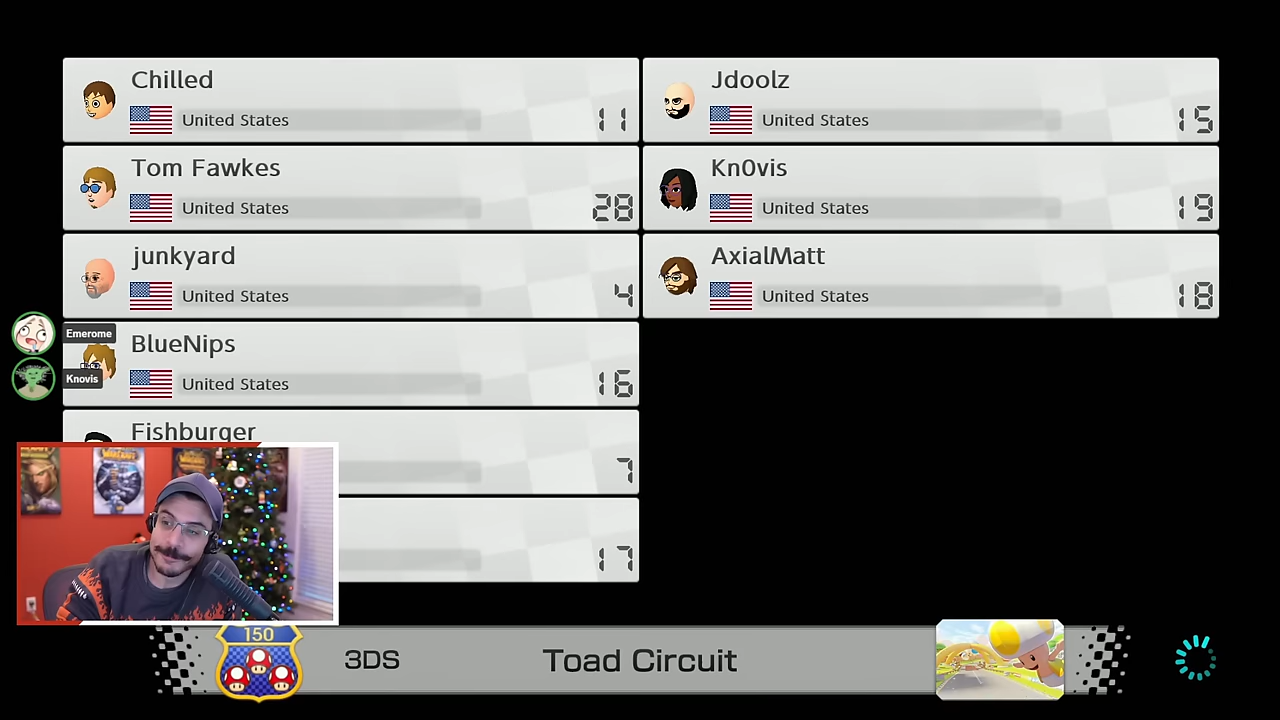 Chilled
United States
11
Tom Fawkes
United States
28
junkyard
United States
4
BlueNips
United States
16
Fishburger
7
17
Jdoolz
United States
15
Kn0vis
United States
19
AxialMatt
United States
18
Emerome
Knovis
150
3DS
Toad Circuit